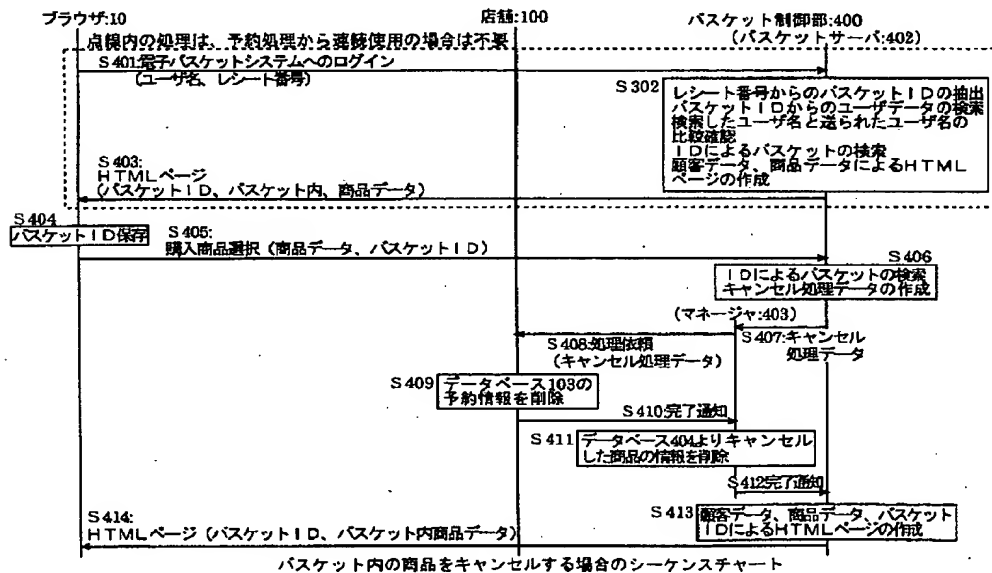 ブラウザ:10
店舗:100
バスケット制御部:400
(バスケットサーバ:402)
点線内の処理は、予約処理から連続使用の場合は不要
S401:電子バスケットシステムへのログイン
(ユーザ名、レシート番号)
S302
レシート番号からのバスケットIDの抽出
バスケットIDからのユーザデータの検索
検索したユーザ名と送られたユーザ名の
比較確認
IDによるバスケットの検索
顧客データ、商品データによるHTML
ページの作成
S403:
HTMLページ
(バスケットID、バスケット内、商品データ)
S404
バスケットID保存
S405:
購入商品選択(商品データ、バスケットID)
S406
IDによるバスケットの検索
キャンセル処理データの作成
(マネージャ:403)
S407:キャンセル
処理データ
S408:処理依頼
(キャンセル処理データ)
S409
データベース103の
予約情報を削除
S410:完了通知
S411
データベース404よりキャンセル
した商品の情報を削除
S412:完了通知
S413
顧客データ、商品データ、バスケット
IDによるHTMLページの作成
S414:
HTMLページ(バスケットID、バスケット内商品データ)
バスケット内の商品をキャンセルする場合のシーケンスチャート